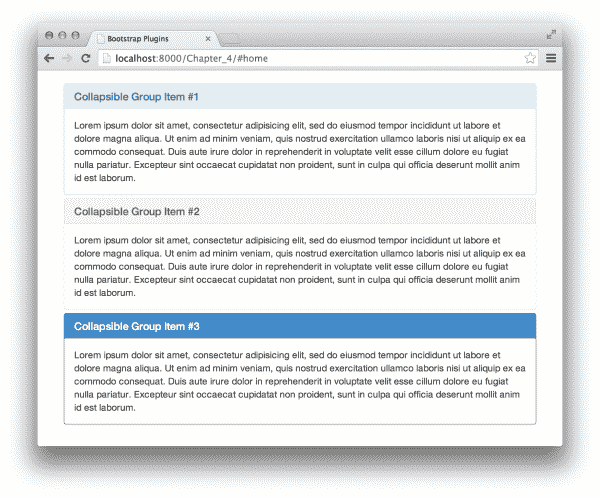 Bootstrap Plugins
localhost:8000/Chapter_4/#home
Collapsible Group Item #1
Lorem ipsum dolor sit amet, consectetur adipisicing elit, sed do eiusmod tempor incididunt ut labore et
dolore magna aliqua. Ut enim ad minim veniam, quis nostrud exercitation ullamco laboris nisi ut aliquip ex ea
commodo consequat. Duis aute irure dolor in reprehenderit in voluptate velit esse cillum dolore eu fugiat
nulla pariatur. Excepteur sint occaecat cupidatat non proident, sunt in culpa qui officia deserunt mollit anim
id est laborum.
Collapsible Group Item #2
Lorem ipsum dolor sit amet, consectetur adipisicing elit, sed do eiusmod tempor incididunt ut labore et
dolore magna aliqua. Ut enim ad minim veniam, quis nostrud exercitation ullamco laboris nisi ut aliquip ex ea
commodo consequat. Duis aute irure dolor in reprehenderit in voluptate velit esse cillum dolore eu fugiat
nulla pariatur. Excepteur sint occaecat cupidatat non proident, sunt in culpa qui officia deserunt mollit anim
id est laborum.
Collapsible Group Item #3
Lorem ipsum dolor sit amet, consectetur adipisicing elit, sed do eiusmod tempor incididunt ut labore et
dolore magna aliqua. Ut enim ad minim veniam, quis nostrud exercitation ullamco laboris nisi ut aliquip ex ea
commodo consequat. Duis aute irure dolor in reprehenderit in voluptate velit esse cillum dolore eu fugiat
nulla pariatur. Excepteur sint occaecat cupidatat non proident, sunt in culpa qui officia deserunt mollit anim
id est laborum.